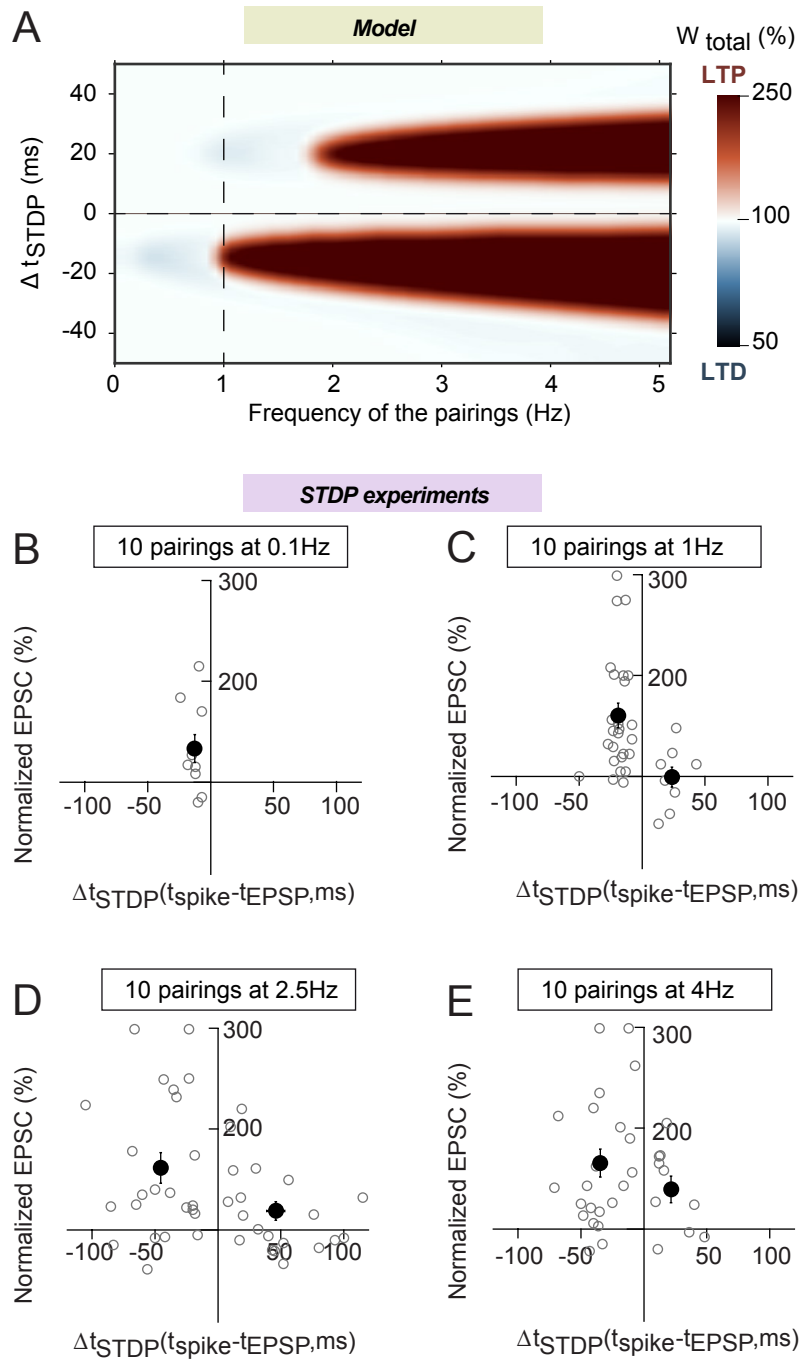 A
Model
W total (%)
LTP
250
100
50
LTD
Δ tSTDP (ms)
40
20
0
-20
-40
0
1
2
3
4
5
Frequency of the pairings (Hz)
STDP experiments
B
10 pairings at 0.1Hz
Normalized EPSC (%)
300
200
-100
-50
50
100
ΔtSTDP(tspike-tEPSP,ms)
C
10 pairings at 1Hz
Normalized EPSC (%)
300
200
-100
-50
50
100
ΔtSTDP(tspike-tEPSP,ms)
D
10 pairings at 2.5Hz
Normalized EPSC (%)
300
200
-100
-50
50
100
ΔtSTDP(tspike-tEPSP,ms)
E
10 pairings at 4Hz
Normalized EPSC (%)
300
200
-100
-50
50
100
ΔtSTDP(tspike-tEPSP,ms)